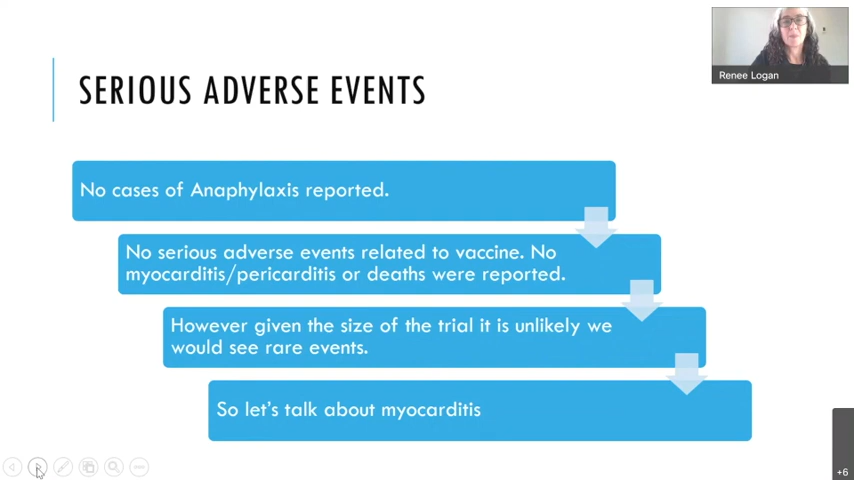 Renee Logan
SERIOUS ADVERSE EVENTS
No cases of Anaphylaxis reported.
No serious adverse events related to vaccine. No
myocarditis/pericarditis or deaths were reported.
However given the size of the trial it is unlikely we
would see rare events.
So let's talk about myocarditis
+6